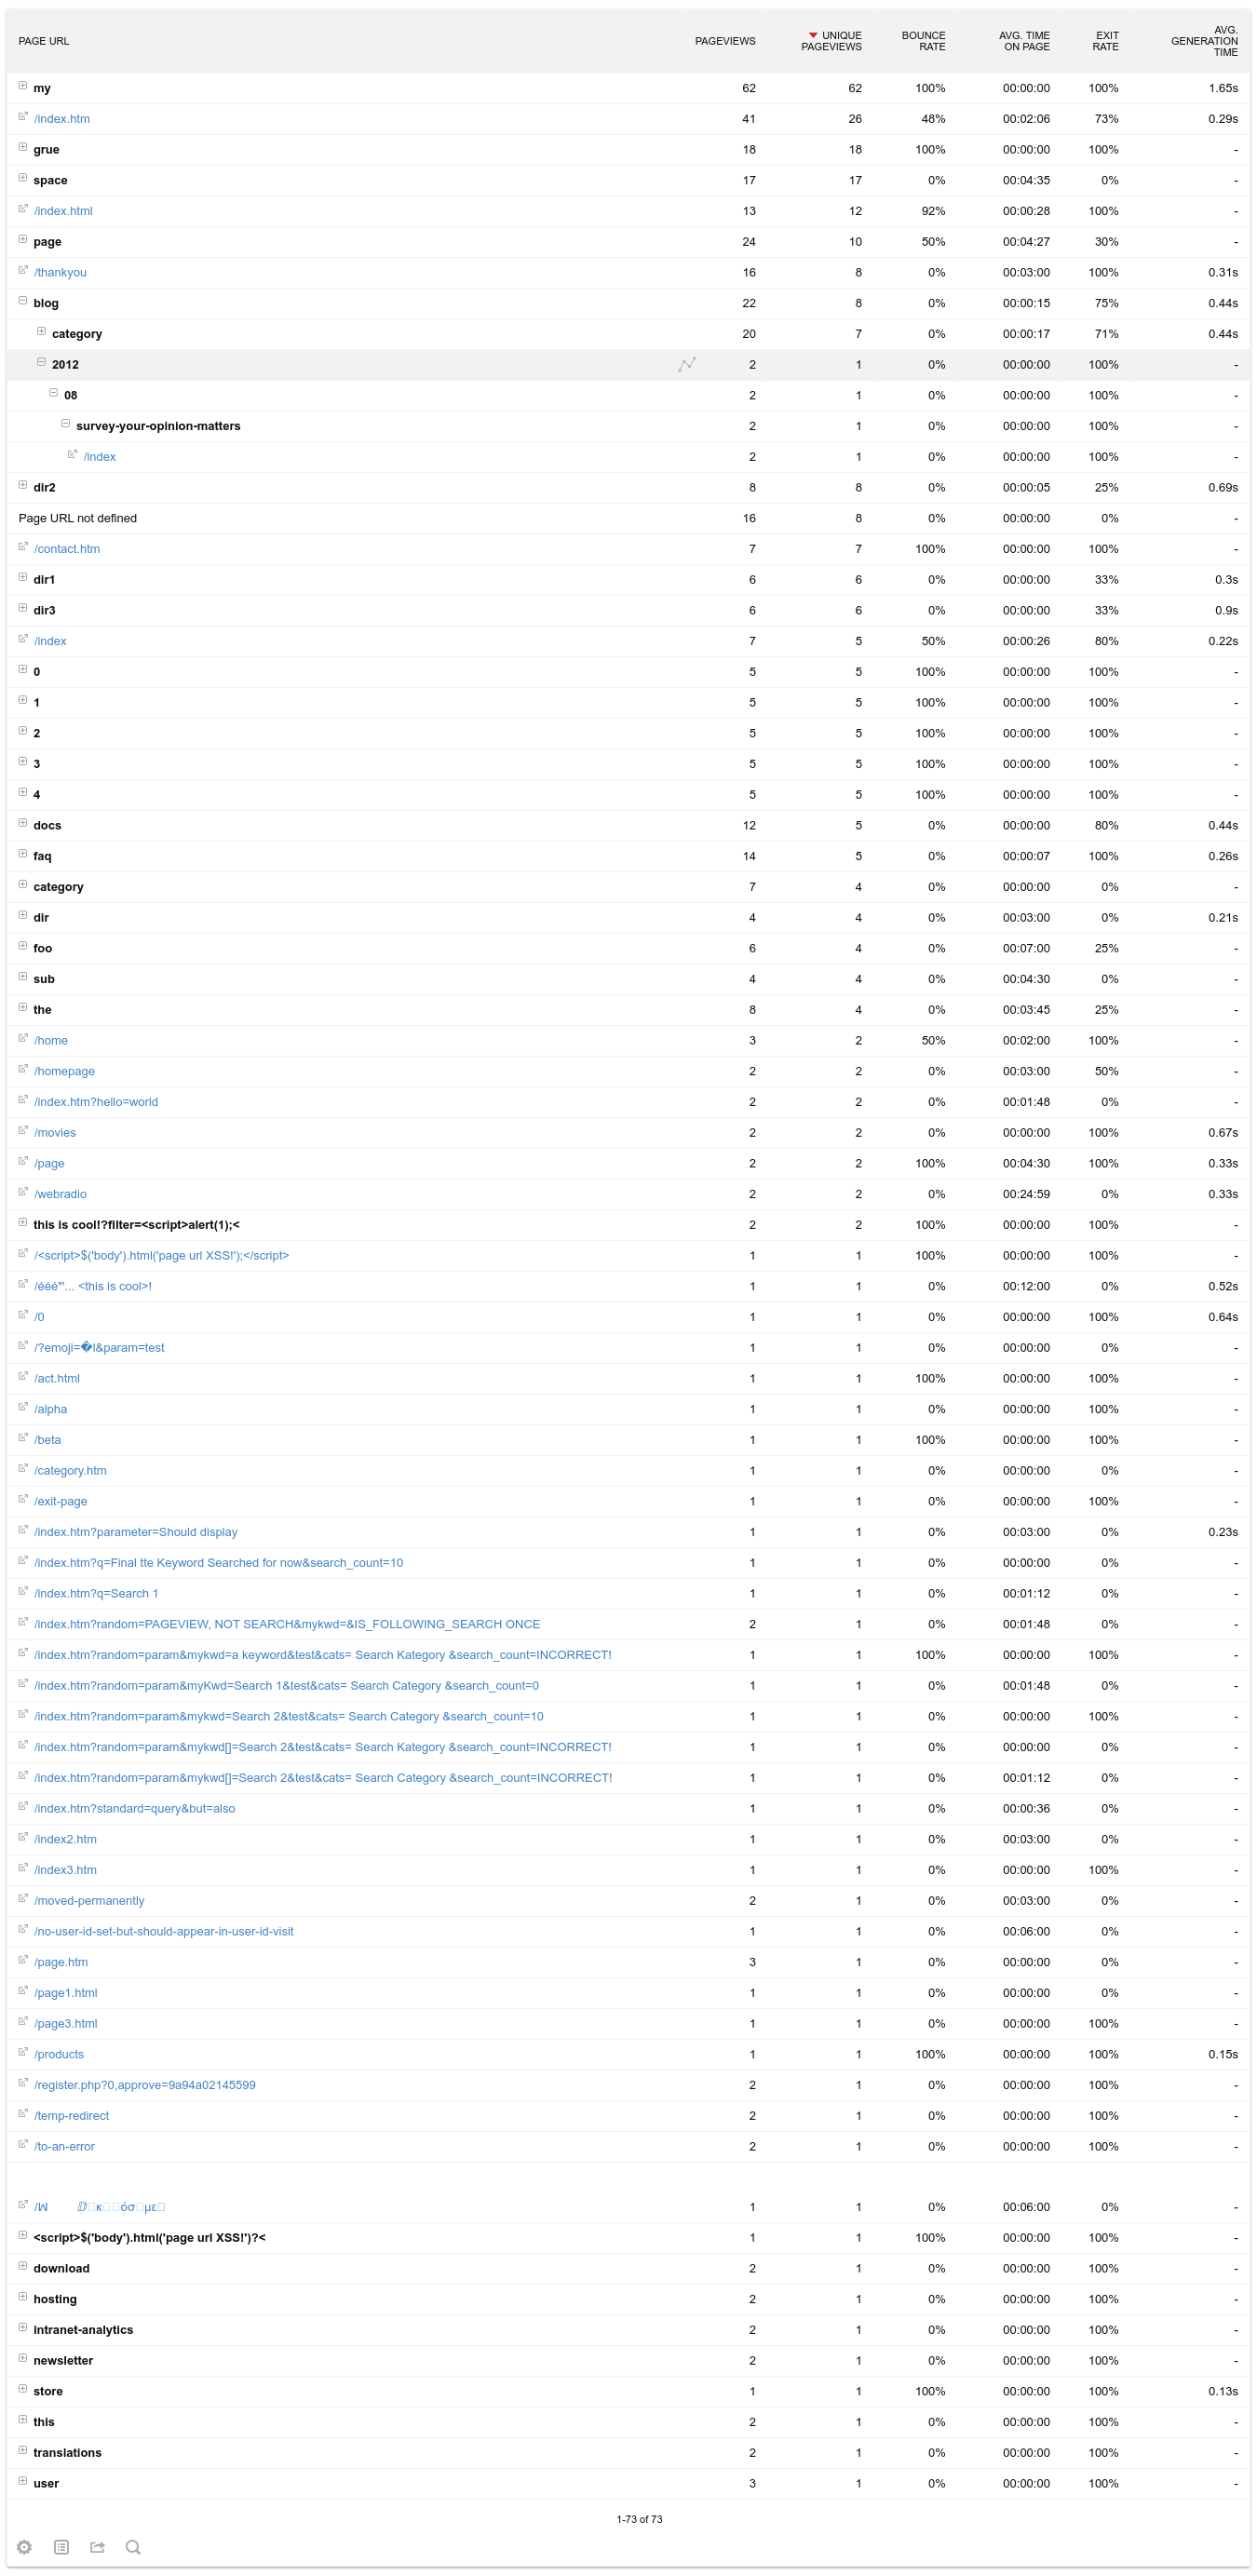 PAGE URL PAGEVIEWS UNIQUE PAGEVIEWS BOUNCE RATE AVG. TIME ON PAGE EXIT RATE AVG. GENERATION TIME
my 62 62 100% 00:00:00 100% 1.65s
/index.htm 41 26 48% 00:02:06 73% 0.29s
grue 18 18 100% 00:00:00 100% -
space 17 17 0% 00:04:35 0% -
/index.html 13 12 92% 00:00:28 100% -
page 24 10 50% 00:04:27 30% -
/thankyou 16 8 0% 00:03:00 100% 0.31s
blog 22 8 0% 00:00:15 75% 0.44s
category 20 7 0% 00:00:17 71% 0.44s
2012 2 1 0% 00:00:00 100% -
08 2 1 0% 00:00:00 100% -
survey-your-opinion-matters 2 1 0% 00:00:00 100% -
/index 2 1 0% 00:00:00 100% -
dir2 8 8 0% 00:00:05 25% 0.69s
Page URL not defined 16 8 0% 00:00:00 0% -
/contact.htm 7 7 100% 00:00:00 100% -
dir1 6 6 0% 00:00:00 33% 0.3s
dir3 6 6 0% 00:00:00 33% 0.9s
/index 7 5 50% 00:00:26 80% 0.22s
0 5 5 100% 00:00:00 100% -
1 5 5 100% 00:00:00 100% -
2 5 5 100% 00:00:00 100% -
3 5 5 100% 00:00:00 100% -
4 5 5 100% 00:00:00 100% -
docs 12 5 0% 00:00:00 80% 0.44s
faq 14 5 0% 00:00:07 100% 0.26s
category 7 4 0% 00:00:00 0% -
dir 4 4 0% 00:03:00 0% 0.21s
foo 6 4 0% 00:07:00 25% -
sub 4 4 0% 00:04:30 0% -
the 8 4 0% 00:03:45 25% -
/home 3 2 50% 00:02:00 100% -
/homepage 2 2 0% 00:03:00 50% -
/index.htm?hello=world 2 2 0% 00:01:48 0% -
/movies 2 2 0% 00:00:00 100% 0.67s
/page 2 2 100% 00:04:30 100% 0.33s
/webradio 2 2 0% 00:24:59 0% 0.33s
this is cool!?filter=<script>alert(1);< 2 2 100% 00:00:00 100% -
/<script>$('body').html('page url XSS!');</script> 1 1 100% 00:00:00 100% -
/ééé"'... <this is cool>! 1 1 0% 00:12:00 0% 0.52s
/0 1 1 0% 00:00:00 100% 0.64s
/?emoji=�l&param=test 1 1 0% 00:00:00 0% -
/act.html 1 1 100% 00:00:00 100% -
/alpha 1 1 0% 00:00:00 100% -
/beta 1 1 100% 00:00:00 100% -
/category.htm 1 1 0% 00:00:00 0% -
/exit-page 1 1 0% 00:00:00 100% -
/index.htm?parameter=Should display 1 1 0% 00:03:00 0% 0.23s
/index.htm?q=Final tte Keyword Searched for now&search_count=10 1 1 0% 00:00:00 0% -
/index.htm?q=Search 1 1 1 0% 00:01:12 0% -
/index.htm?random=PAGEVIEW, NOT SEARCH&mykwd=&IS_FOLLOWING_SEARCH ONCE 2 1 0% 00:01:48 0% -
/index.htm?random=param&mykwd=a keyword&test&cats= Search Kategory &search_count=INCORRECT! 1 1 100% 00:00:00 100% -
/index.htm?random=param&myKwd=Search 1&test&cats= Search Category &search_count=0 1 1 0% 00:01:48 0% -
/index.htm?random=param&mykwd=Search 2&test&cats= Search Category &search_count=10 1 1 0% 00:00:00 100% -
/index.htm?random=param&mykwd[]=Search 2&test&cats= Search Kategory &search_count=INCORRECT! 1 1 0% 00:00:00 0% -
/index.htm?random=param&mykwd[]=Search 2&test&cats= Search Category &search_count=INCORRECT! 1 1 0% 00:01:12 0% -
/index.htm?standard=query&but=also 1 1 0% 00:00:36 0% -
/index2.htm 1 1 0% 00:03:00 0% -
/index3.htm 1 1 0% 00:00:00 100% -
/moved-permanently 2 1 0% 00:03:00 0% -
/no-user-id-set-but-should-appear-in-user-id-visit 1 1 0% 00:06:00 0% -
/page.htm 3 1 0% 00:00:00 0% -
/page1.html 1 1 0% 00:00:00 0% -
/page3.html 1 1 0% 00:00:00 100% -
/products 1 1 100% 00:00:00 100% 0.15s
/register.php?0,approve=9a94a02145599 2 1 0% 00:00:00 100% -
/temp-redirect 2 1 0% 00:00:00 100% -
/to-an-error 2 1 0% 00:00:00 100% -
1 1 0% 00:06:00 0% -
<script>$('body').html('page url XSS!')?< 1 1 100% 00:00:00 100% -
download 2 1 0% 00:00:00 100% -
hosting 2 1 0% 00:00:00 100% -
intranet-analytics 2 1 0% 00:00:00 100% -
newsletter 2 1 0% 00:00:00 100% -
store 1 1 100% 00:00:00 100% 0.13s
this 2 1 0% 00:00:00 100% -
translations 2 1 0% 00:00:00 100% -
user 3 1 0% 00:00:00 100% -
1-73 of 73